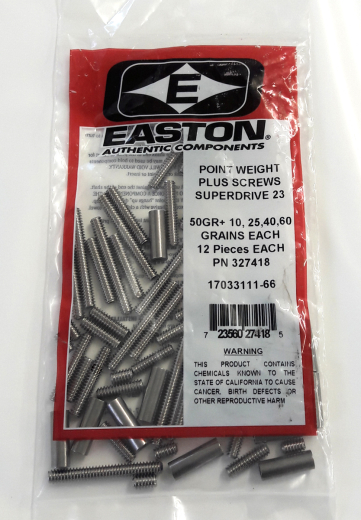 E
EASTON®
AUTHENTIC COMPONENTS
POINT WEIGHT
PLUS SCREWS
SUPERDRIVE 23
50GR+ 10, 25,40,60
GRAINS EACH
12 Pieces EACH
PN 327418
17033111-66
7 23560 27418 5
WARNING
THIS PRODUCT CONTAINS
CHEMICALS KNOWN TO THE
STATE OF CALIFORNIA TO CAUSE
CANCER, BIRTH DEFECTS OR
OTHER REPRODUCTIVE HARM